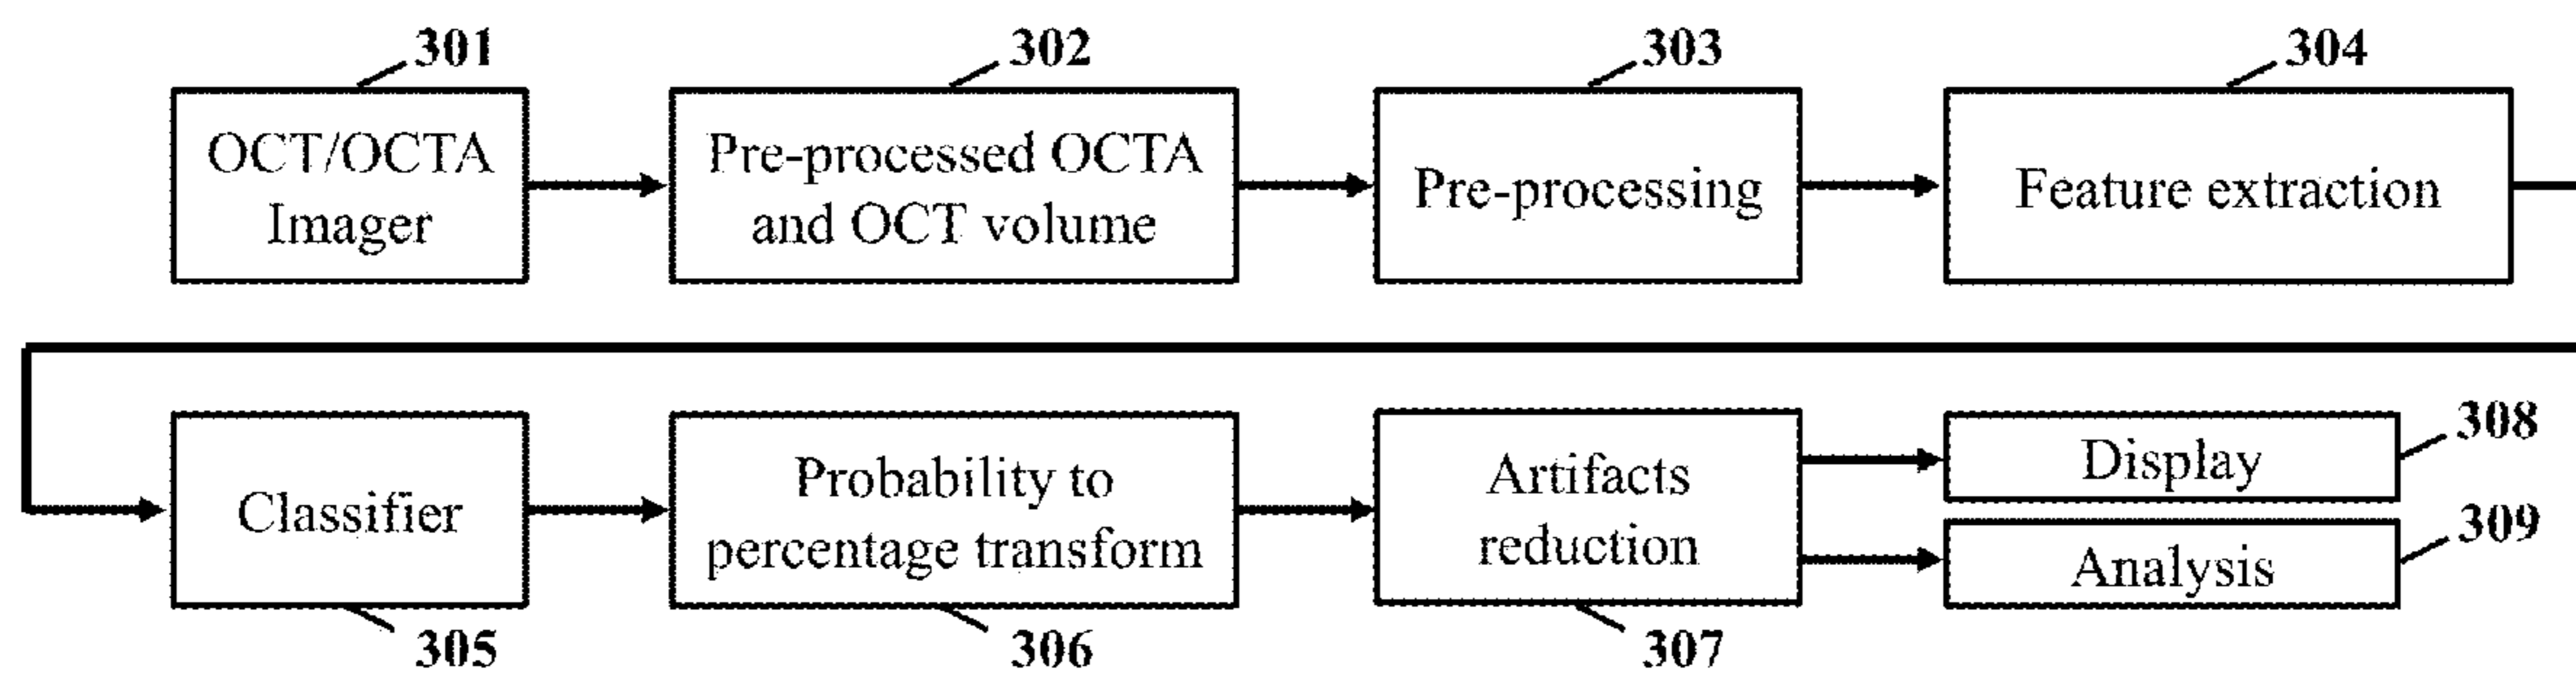 301
302
303
304
OCT/OCTA
Imager
Pre-processed OCTA
and OCT volume
Pre-processing
Feature extraction
Classifier
Probability to
percentage transform
Artifacts
reduction
Display
308
Analysis
309
305
306
307